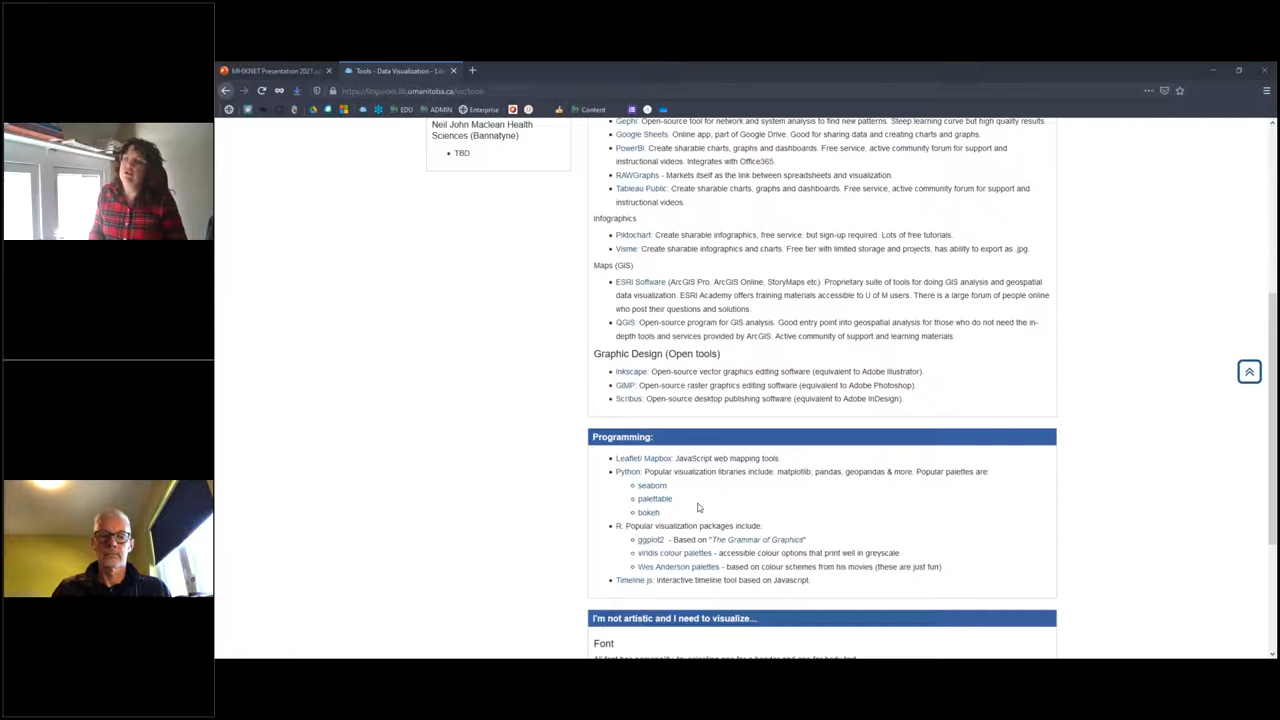 MHIKNET Presentation 2021.p
Tools - Data Visualization - Lib
https://libguides.lib.umanitoba.ca/viz/tools
EDU
ADMIN
Enterprise
Content
Neil John Maclean Health
Sciences (Bannatyne)
TBD
Gephi: Open-source tool for network and system analysis to find new patterns. Steep learning curve but high quality results.
Google Sheets: Online app, part of Google Drive. Good for sharing data and creating charts and graphs.
PowerBI: Create sharable charts, graphs and dashboards. Free service, active community forum for support and
instructional videos. Integrates with Office365.
RAWGraphs - Markets itself as the link between spreadsheets and visualization.
Tableau Public: Create sharable charts, graphs and dashboards. Free service, active community forum for support and
instructional videos.
infographics
Piktochart: Create sharable infographics, free service, but sign-up required. Lots of free tutorials.
Visme: Create sharable infographics and charts. Free tier with limited storage and projects, has ability to export as .jpg.
Maps (GIS)
ESRI Software (ArcGIS Pro. ArcGIS Online, StoryMaps etc). Proprietary suite of tools for doing GIS analysis and geospatial
data visualization. ESRI Academy offers training materials accessible to U of M users. There is a large forum of people online
who post their questions and solutions.
QGIS: Open-source program for GIS analysis. Good entry point into geospatial analysis for those who do not need the in-
depth tools and services provided by ArcGIS. Active community of support and learning materials.
Graphic Design (Open tools)
Inkscape: Open-source vector graphics editing software (equivalent to Adobe Illustrator).
GIMP: Open-source raster graphics editing software (equivalent to Adobe Photoshop).
Scribus: Open-source desktop publishing software (equivalent to Adobe InDesign).
Programming:
Leaflet/ Mapbox: JavaScript web mapping tools.
Python: Popular visualization libraries include: matplotlib, pandas, geopandas & more. Popular palettes are:
seaborn
palettable
bokeh
R: Popular visualization packages include:
ggplot2 - Based on "The Grammar of Graphics"
viridis colour palettes - accessible colour options that print well in greyscale
Wes Anderson palettes - based on colour schemes from his movies (these are just fun)
Timeline.js: Interactive timeline tool based on Javascript.
I'm not artistic and I need to visualize...
Font